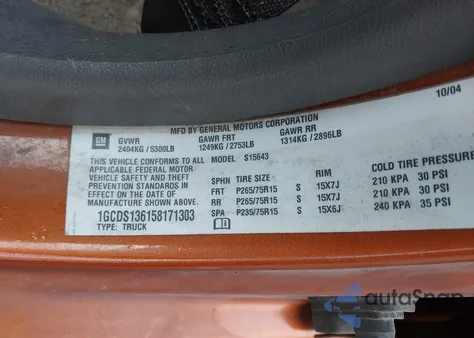 10/04
MFD BY GENERAL MOTORS CORPORATION
GM GVWR GAWR FRT GAWR RR
2404KG / 5300LB 1249KG / 2753LB 1314KG / 2896LB
THIS VEHICLE CONFORMS TO ALL MODEL S15643
APPLICABLE FEDERAL MOTOR
VEHICLE SAFETY AND THEFT
PREVENTION STANDARDS IN
EFFECT ON THE DATE OF
MANUFACTURE SHOWN ABOVE.
1GCDS136158171303
TYPE: TRUCK
SPHN TIRE SIZE RIM COLD TIRE PRESSURE
FRT P265/75R15 S 15X7J 210 KPA 30 PSI
RR P265/75R15 S 15X7J 210 KPA 30 PSI
SPA P235/75R15 S 15X6J 240 KPA 35 PSI
autoSnap